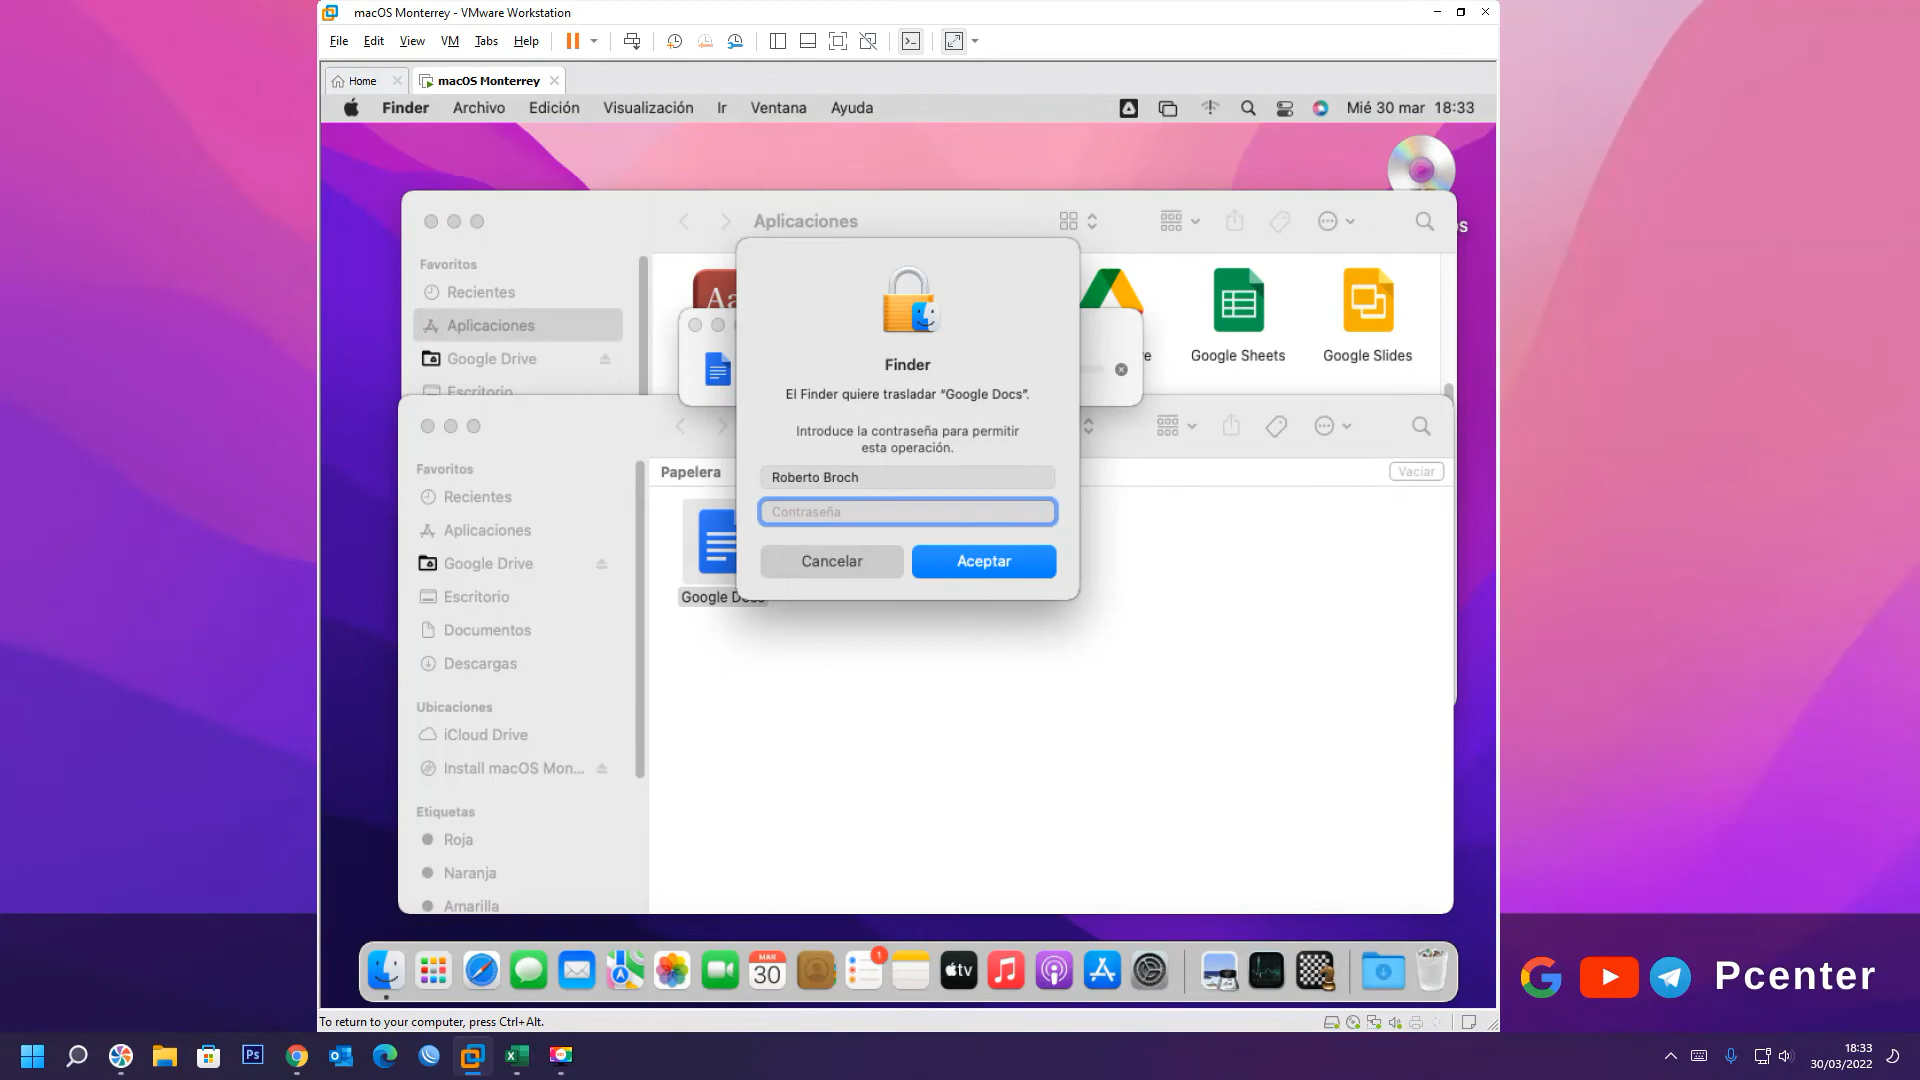 macOS Monterrey - VMware Workstation
File Edit View VM Tabs Help
Home macOS Monterrey
Finder Archivo Edición Visualización Ir Ventana Ayuda Mié 30 mar 18:33
Aplicaciones
Favoritos
Recientes
Aplicaciones
Google Drive
Escritorio
Google Sheets
Google Slides
Finder
El Finder quiere trasladar “Google Docs”.
Introduce la contraseña para permitir
esta operación.
Roberto Broch
Contraseña
Cancelar Aceptar
Papelera
Vaciar
Favoritos
Recientes
Aplicaciones
Google Drive
Escritorio
Documentos
Descargas
Ubicaciones
iCloud Drive
Install macOS Mon...
Etiquetas
Roja
Naranja
Amarilla
Google Docs
MAR
30
1
tv
Pcenter
To return to your computer, press Ctrl+Alt.
Ps
18:33
30/03/2022